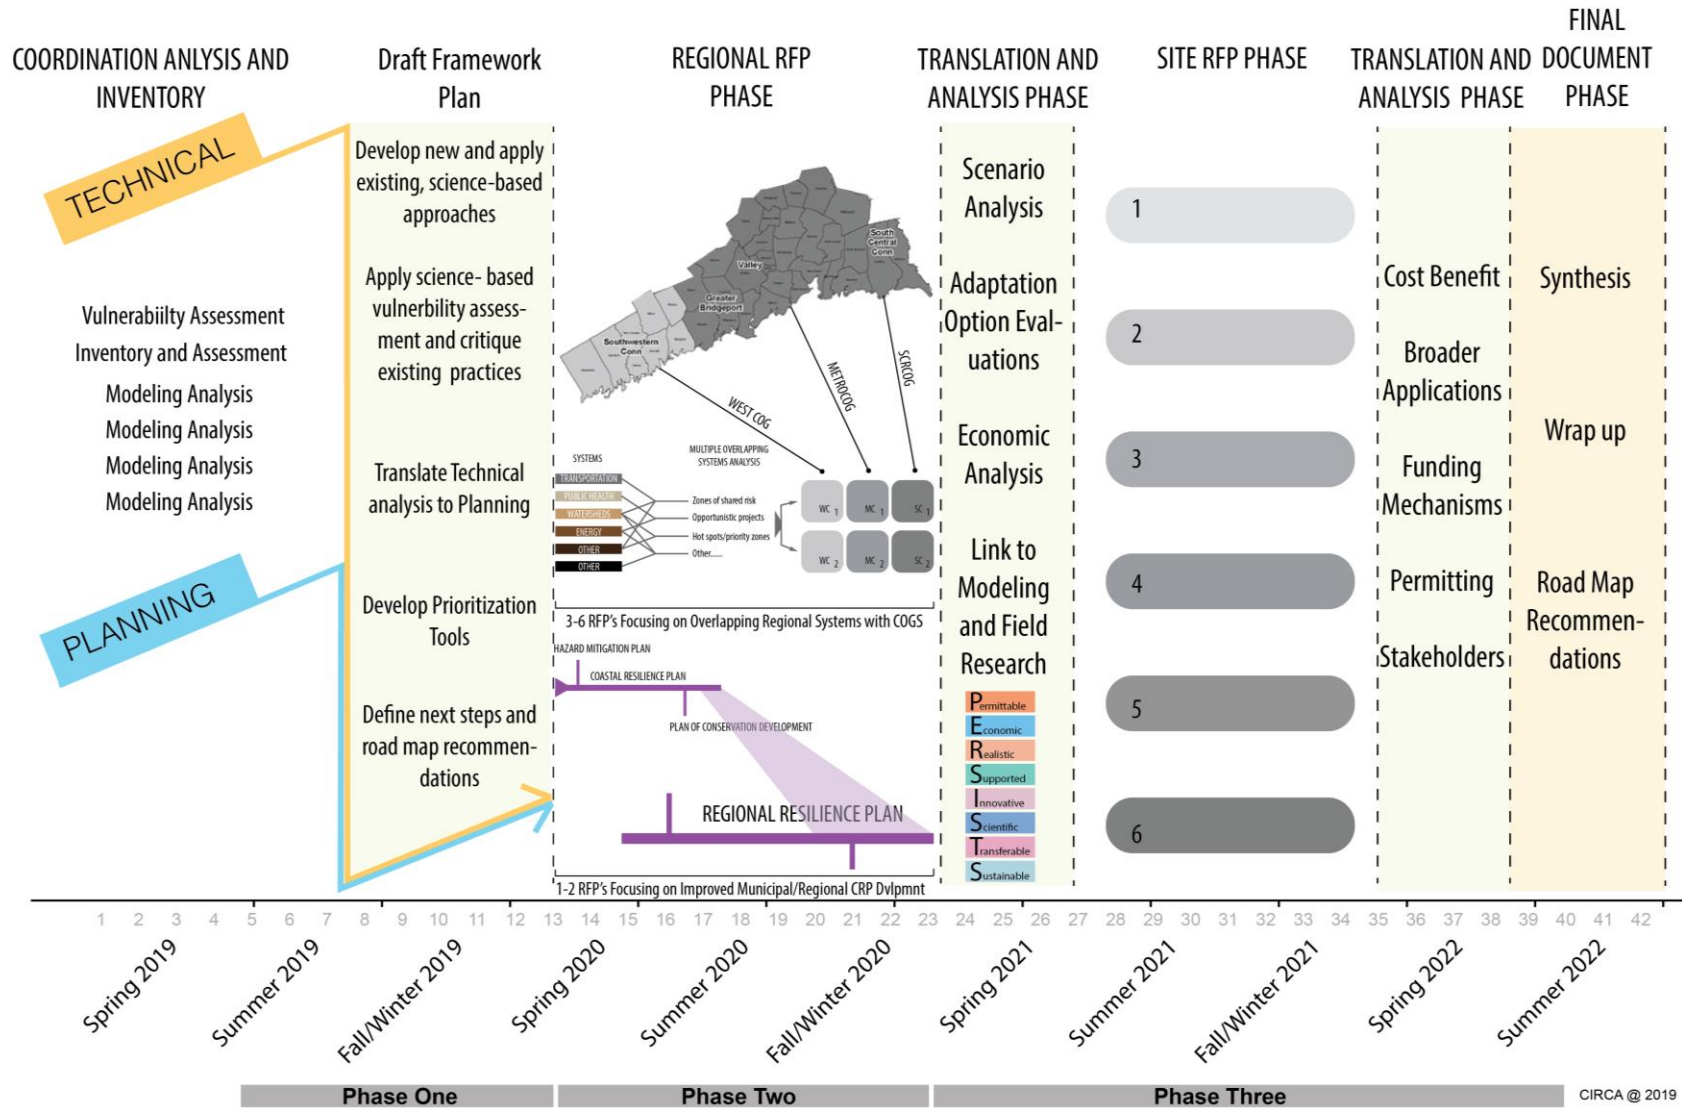 COORDINATION ANLYSIS AND
INVENTORY
Draft Framework
Plan
REGIONAL RFP
PHASE
TRANSLATION AND
ANALYSIS PHASE
SITE RFP PHASE
TRANSLATION AND
ANALYSIS PHASE
FINAL
DOCUMENT
PHASE
TECHNICAL
Vulnerabiilty Assessment
Inventory and Assessment
Modeling Analysis
Modeling Analysis
Modeling Analysis
Modeling Analysis
PLANNING
Develop new and apply
existing, science-based
approaches
Apply science- based
vulnerbility assess-
ment and critique
existing practices
Translate Technical
analysis to Planning
Develop Prioritization
Tools
Define next steps and
road map recommen-
dations
South
Central
Conn
Valley
Greater
Bridgeport
Southwestern
Conn
WEST COG
METROCOG
SCRCOG
SYSTEMS
TRANSPORTATION
PUBLIC HEALTH
WATERSHEDS
ENERGY
OTHER
OTHER
MULTIPLE OVERLAPPING
SYSTEMS ANALYSIS
Zones of shared risk
Opportunistic projects
Hot spots/priority zones
Other......
WC 1
MC 1
SC 1
WC 2
MC 2
SC 2
3-6 RFP's Focusing on Overlapping Regional Systems with COGS
HAZARD MITIGATION PLAN
COASTAL RESILIENCE PLAN
PLAN OF CONSERVATION DEVELOPMENT
REGIONAL RESILIENCE PLAN
1-2 RFP's Focusing on Improved Municipal/Regional CRP Dvlpmnt
Scenario
Analysis
Adaptation
Option Eval-
uations
Economic
Analysis
Link to
Modeling
and Field
Research
Permittable
Economic
Realistic
Supported
Innovative
Scientific
Transferable
Sustainable
1
2
3
4
5
6
Cost Benefit
Broader
Applications
Funding
Mechanisms
Permitting
Stakeholders
Synthesis
Wrap up
Road Map
Recommen-
dations
1 2 3 4 5 6 7 8 9 10 11 12 13 14 15 16 17 18 19 20 21 22 23 24 25 26 27 28 29 30 31 32 33 34 35 36 37 38 39 40 41 42
Spring 2019
Summer 2019
Fall/Winter 2019
Spring 2020
Summer 2020
Fall/Winter 2020
Spring 2021
Summer 2021
Fall/Winter 2021
Spring 2022
Summer 2022
Phase One
Phase Two
Phase Three
CIRCA @ 2019